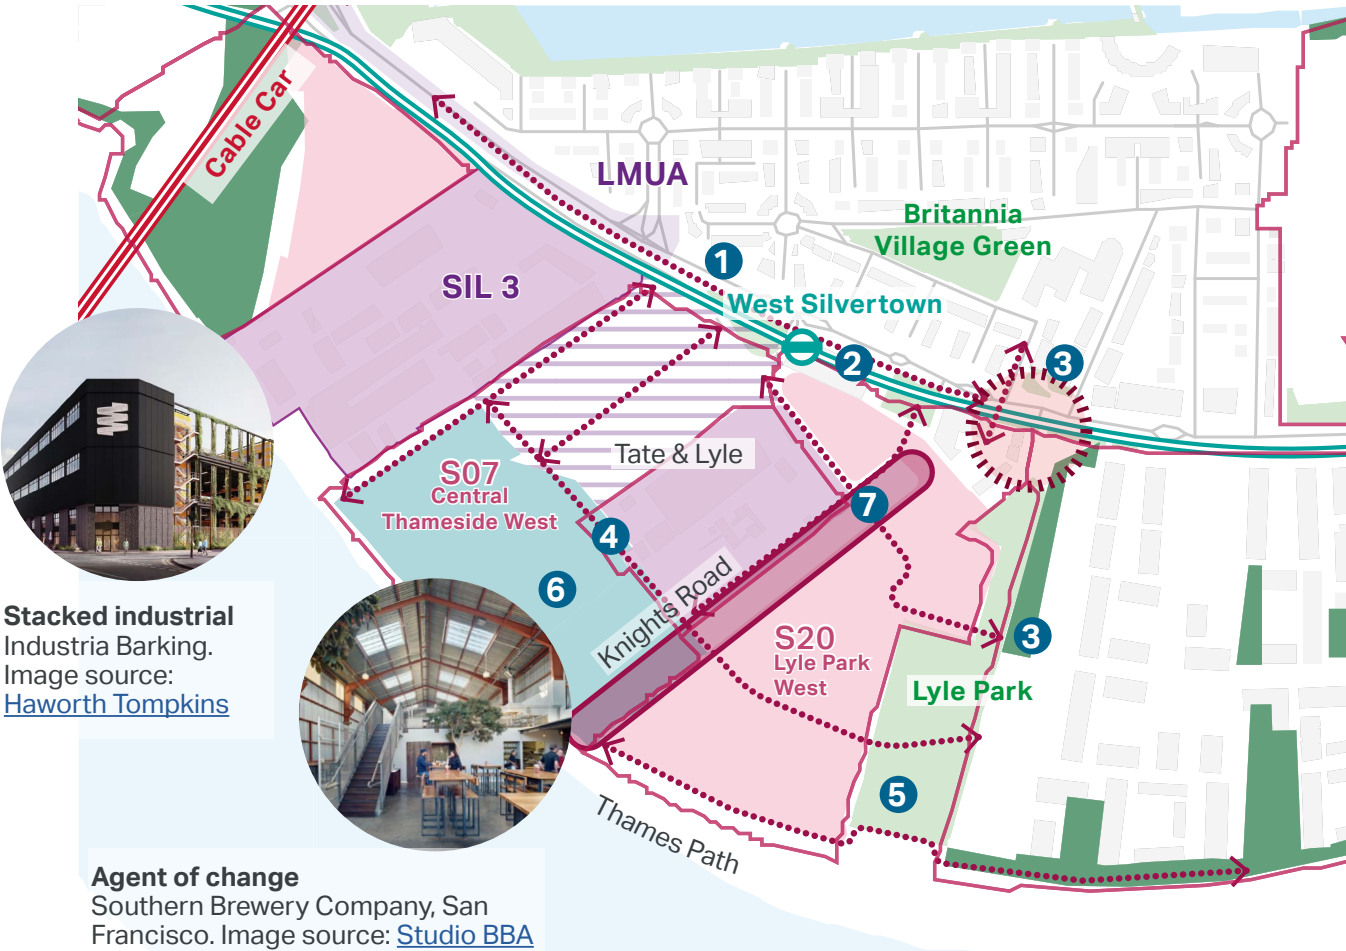 Cable Car
LMUA
Britannia
Village Green
SIL 3
1
West Silvertown
2
3
Tate & Lyle
S07
Central
Thameside West
7
4
6
Knights Road
S20
Lyle Park
West
3
Lyle Park
5
Thames Path
Stacked industrial
Industria Barking.
Image source:
Haworth Tompkins
Agent of change
Southern Brewery Company, San
Francisco. Image source: Studio BBA